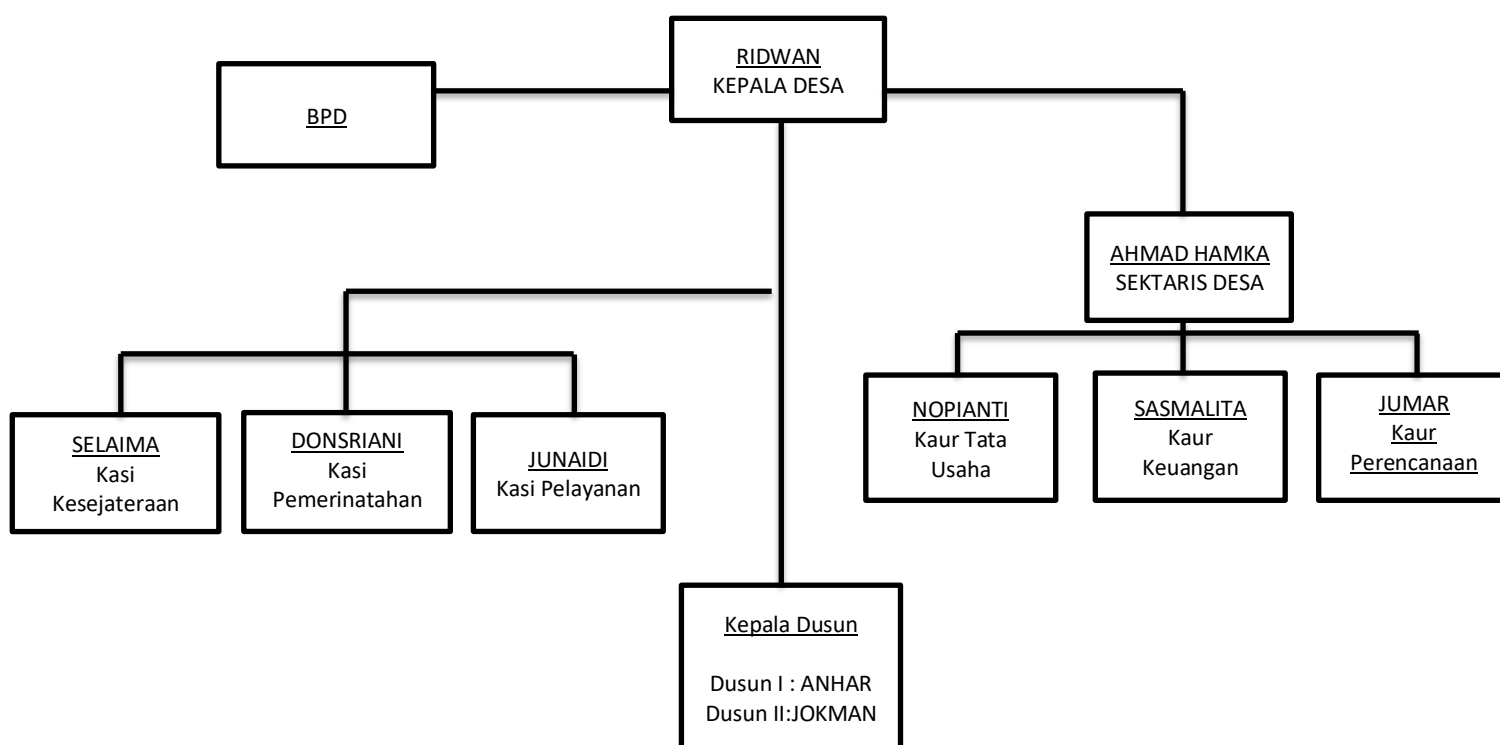 RIDWAN
KEPALA DESA
BPD
AHMAD HAMKA
SEKTARIS DESA
SELAIMA
Kasi
Kesejateraan
DONSRIANI
Kasi
Pemerinatahan
JUNAIDI
Kasi Pelayanan
NOPIANTI
Kaur Tata
Usaha
SASMALITA
Kaur
Keuangan
JUMAR
Kaur
Perencanaan
Kepala Dusun
Dusun I : ANHAR
Dusun II:JOKMAN